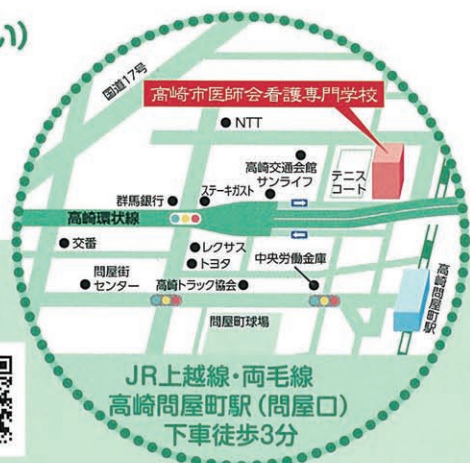 い)
国道17号
高崎市医師会看護専門学校
NTT
高崎交通会館
サンライフ
テニス
コート
群馬銀行
ステーキガスト
高崎環状線
交番
レクサス
トヨタ
中央労働金庫
問屋街
センター
高崎トラック協会
高崎問屋町駅
問屋町球場
JR上越線・両毛線
高崎問屋町駅(問屋口)
下車徒歩3分